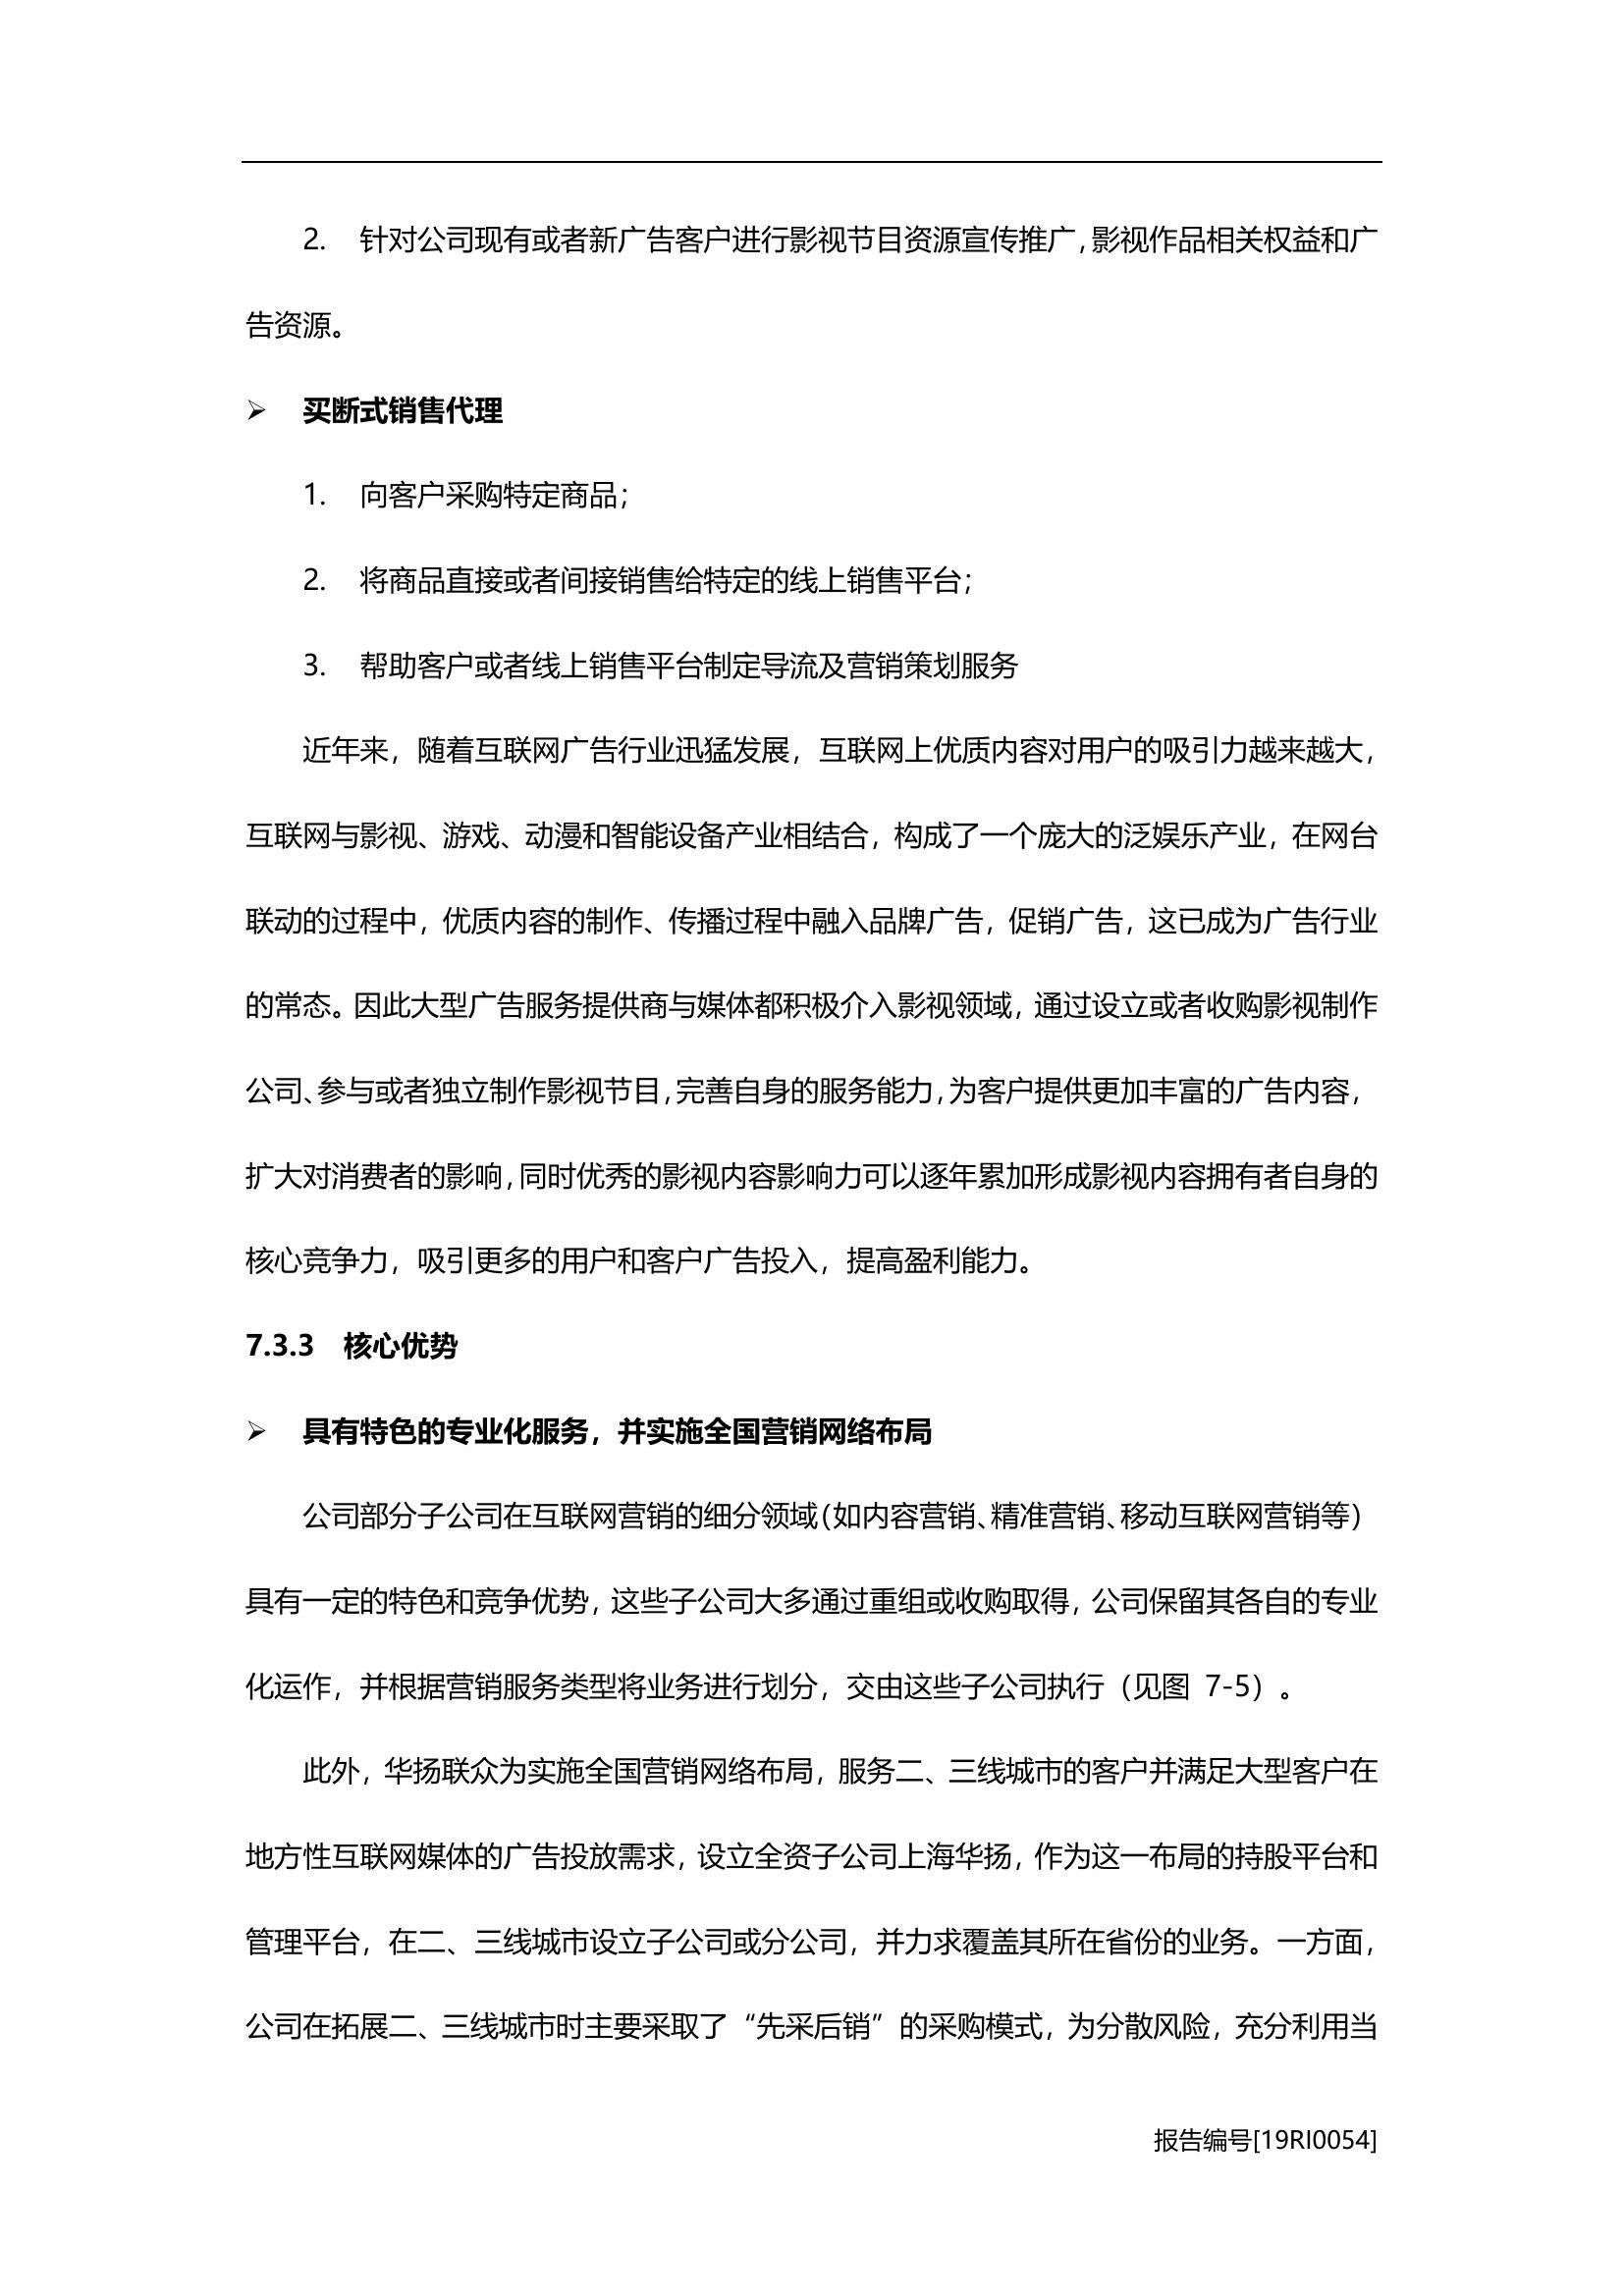 2. 针对公司现有或者新广告客户进行影视节目资源宣传推广，影视作品相关权益和广
告资源。
➢ 买断式销售代理
1. 向客户采购特定商品；
2. 将商品直接或者间接销售给特定的线上销售平台；
3. 帮助客户或者线上销售平台制定导流及营销策划服务
近年来，随着互联网广告行业迅猛发展，互联网上优质内容对用户的吸引力越来越大，
互联网与影视、游戏、动漫和智能设备产业相结合，构成了一个庞大的泛娱乐产业，在网台
联动的过程中，优质内容的制作、传播过程中融入品牌广告，促销广告，这已成为广告行业
的常态。因此大型广告服务提供商与媒体都积极介入影视领域，通过设立或者收购影视制作
公司、参与或者独立制作影视节目，完善自身的服务能力，为客户提供更加丰富的广告内容，
扩大对消费者的影响，同时优秀的影视内容影响力可以逐年累加形成影视内容拥有者自身的
核心竞争力，吸引更多的用户和客户广告投入，提高盈利能力。
7.3.3 核心优势
➢ 具有特色的专业化服务，并实施全国营销网络布局
公司部分子公司在互联网营销的细分领域（如内容营销、精准营销、移动互联网营销等）
具有一定的特色和竞争优势，这些子公司大多通过重组或收购取得，公司保留其各自的专业
化运作，并根据营销服务类型将业务进行划分，交由这些子公司执行（见图 7-5）。
此外，华扬联众为实施全国营销网络布局，服务二、三线城市的客户并满足大型客户在
地方性互联网媒体的广告投放需求，设立全资子公司上海华扬，作为这一布局的持股平台和
管理平台，在二、三线城市设立子公司或分公司，并力求覆盖其所在省份的业务。一方面，
公司在拓展二、三线城市时主要采取了“先采后销”的采购模式，为分散风险，充分利用当
报告编号[19RI0054]